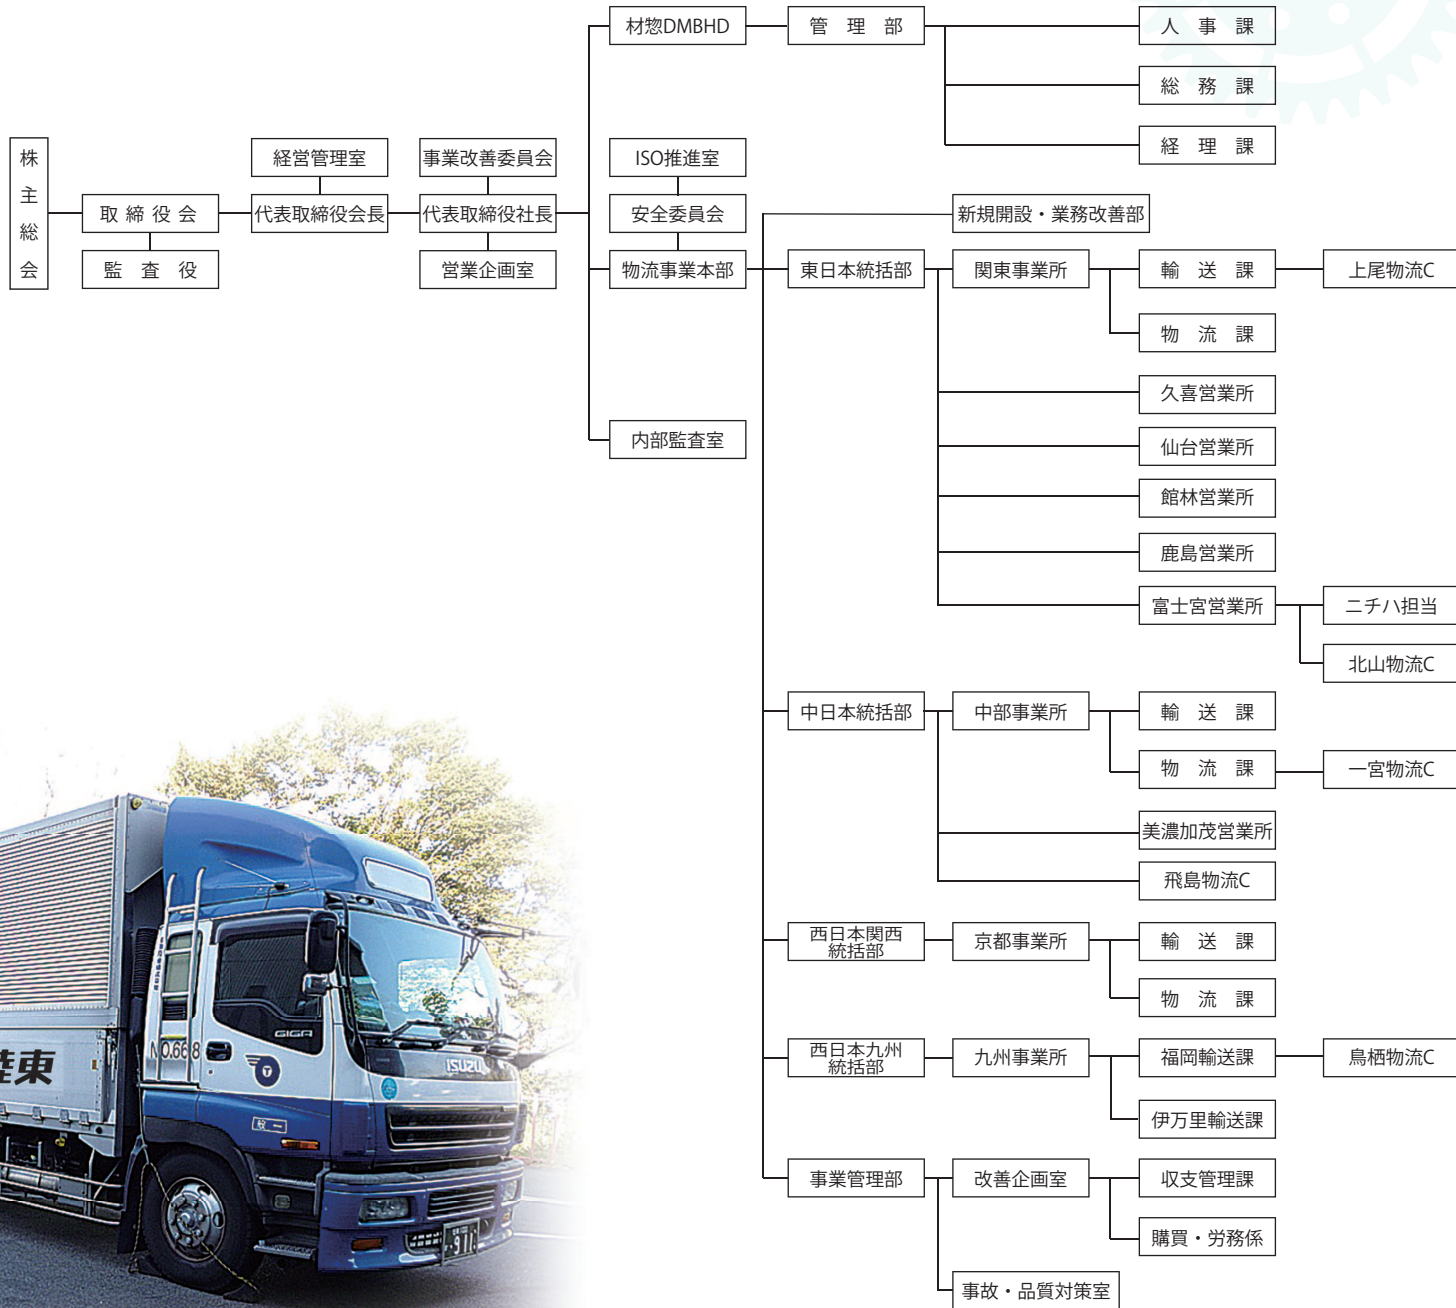 株主総会
取締役会
監査役
経営管理室
代表取締役会長
事業改善委員会
代表取締役社長
営業企画室
材惣DMBHD
管理部
人事課
総務課
経理課
ISO推進室
安全委員会
物流事業本部
内部監査室
新規開設・業務改善部
東日本統括部
関東事業所
輸送課
上尾物流C
物流課
久喜営業所
仙台営業所
館林営業所
鹿島営業所
富士宮営業所
ニチハ担当
北山物流C
中日本統括部
中部事業所
輸送課
物流課
一宮物流C
美濃加茂営業所
飛島物流C
西日本関西
統括部
京都事業所
輸送課
物流課
西日本九州
統括部
九州事業所
福岡輸送課
鳥栖物流C
伊万里輸送課
事業管理部
改善企画室
収支管理課
購買・労務係
事故・品質対策室
GIGA
NO.668
ISUZU
T
東